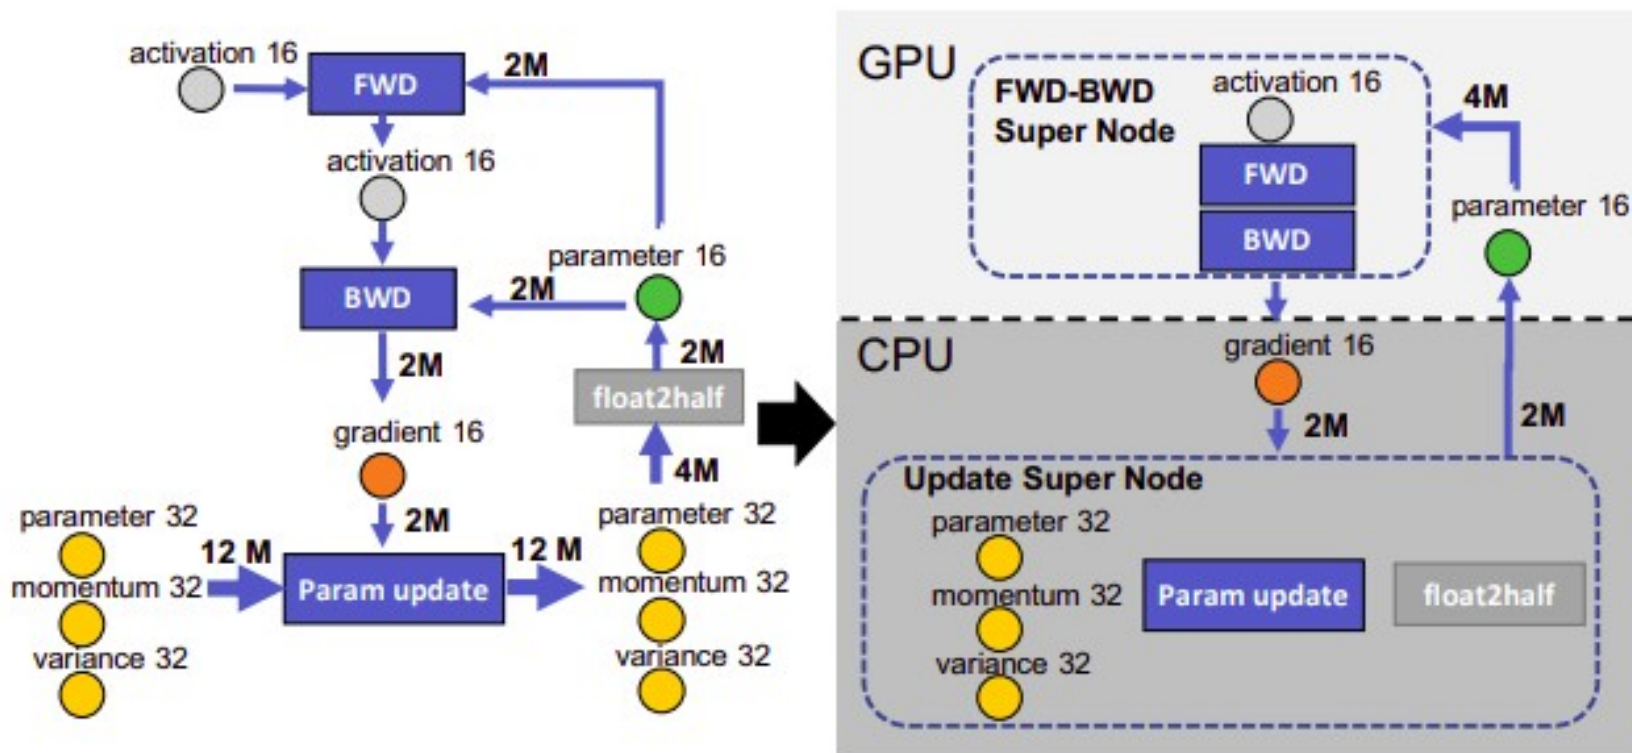 activation 16
FWD
2M
activation 16
parameter 16
BWD
2M
2M
2M
float2half
gradient 16
4M
parameter 32
2M
parameter 32
12 M
12 M
momentum 32
Param update
momentum 32
variance 32
variance 32
GPU
FWD-BWD
Super Node
activation 16
4M
FWD
BWD
parameter 16
CPU
gradient 16
2M
2M
Update Super Node
parameter 32
momentum 32
Param update
float2half
variance 32